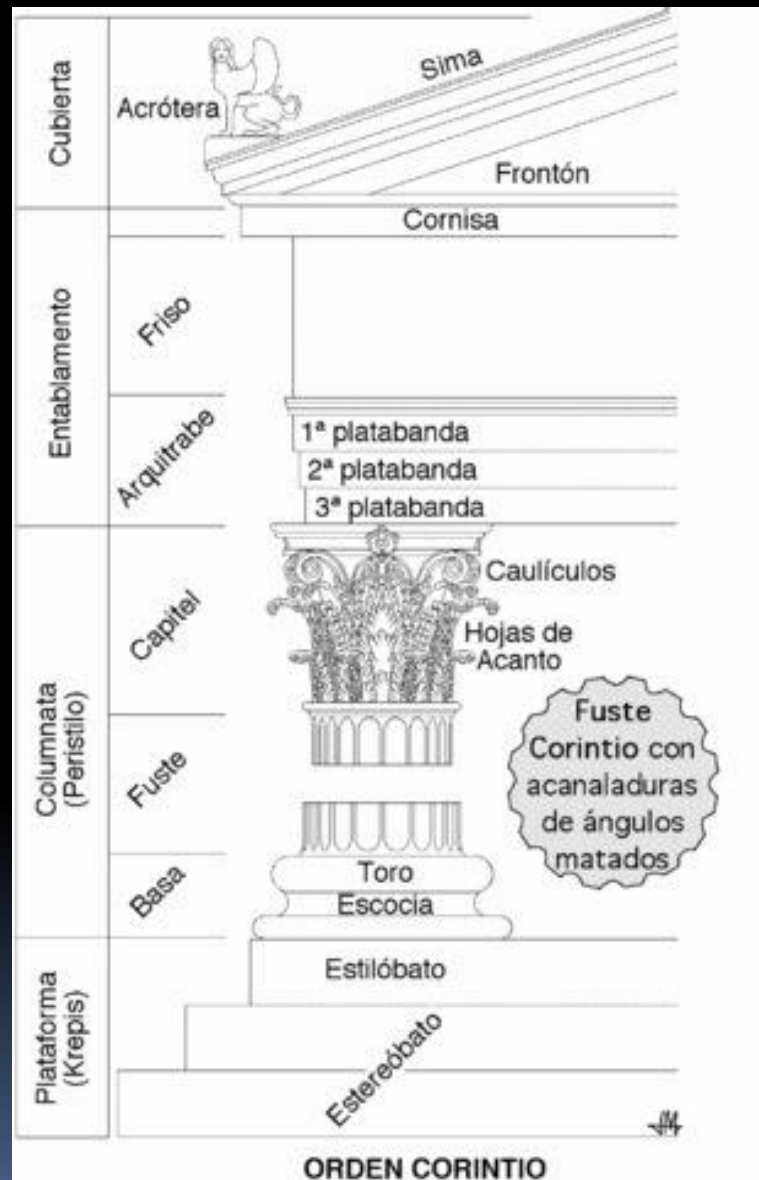 Cubierta
Acrótera
Sima
Frontón
Entablamento
Cornisa
Friso
Arquitrabe
1ª platabanda
2ª platabanda
3ª platabanda
Columnata
(Peristilo)
Capitel
Caulículos
Hojas de
Acanto
Fuste
Fuste
Corintio con
acanaladuras
de ángulos
matados
Basa
Toro
Escocia
Plataforma
(Krepis)
Estilóbato
Estereóbato
ORDEN CORINTIO